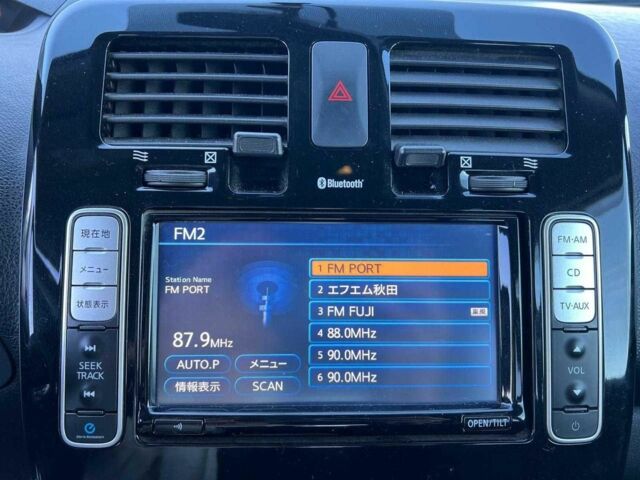 Bluetooth
現在地
メニュー
状態表示
SEEK
TRACK
FM2
Station Name
FM PORT
87.9MHz
AUTO.P
メニュー
情報表示
SCAN
1 FM PORT
2 エフエム秋田
3 FM FUJI
4 88.0MHz
5 90.0MHz
6 90.0MHz
FM·AM
CD
TV·AUX
VOL
OPEN/TILT